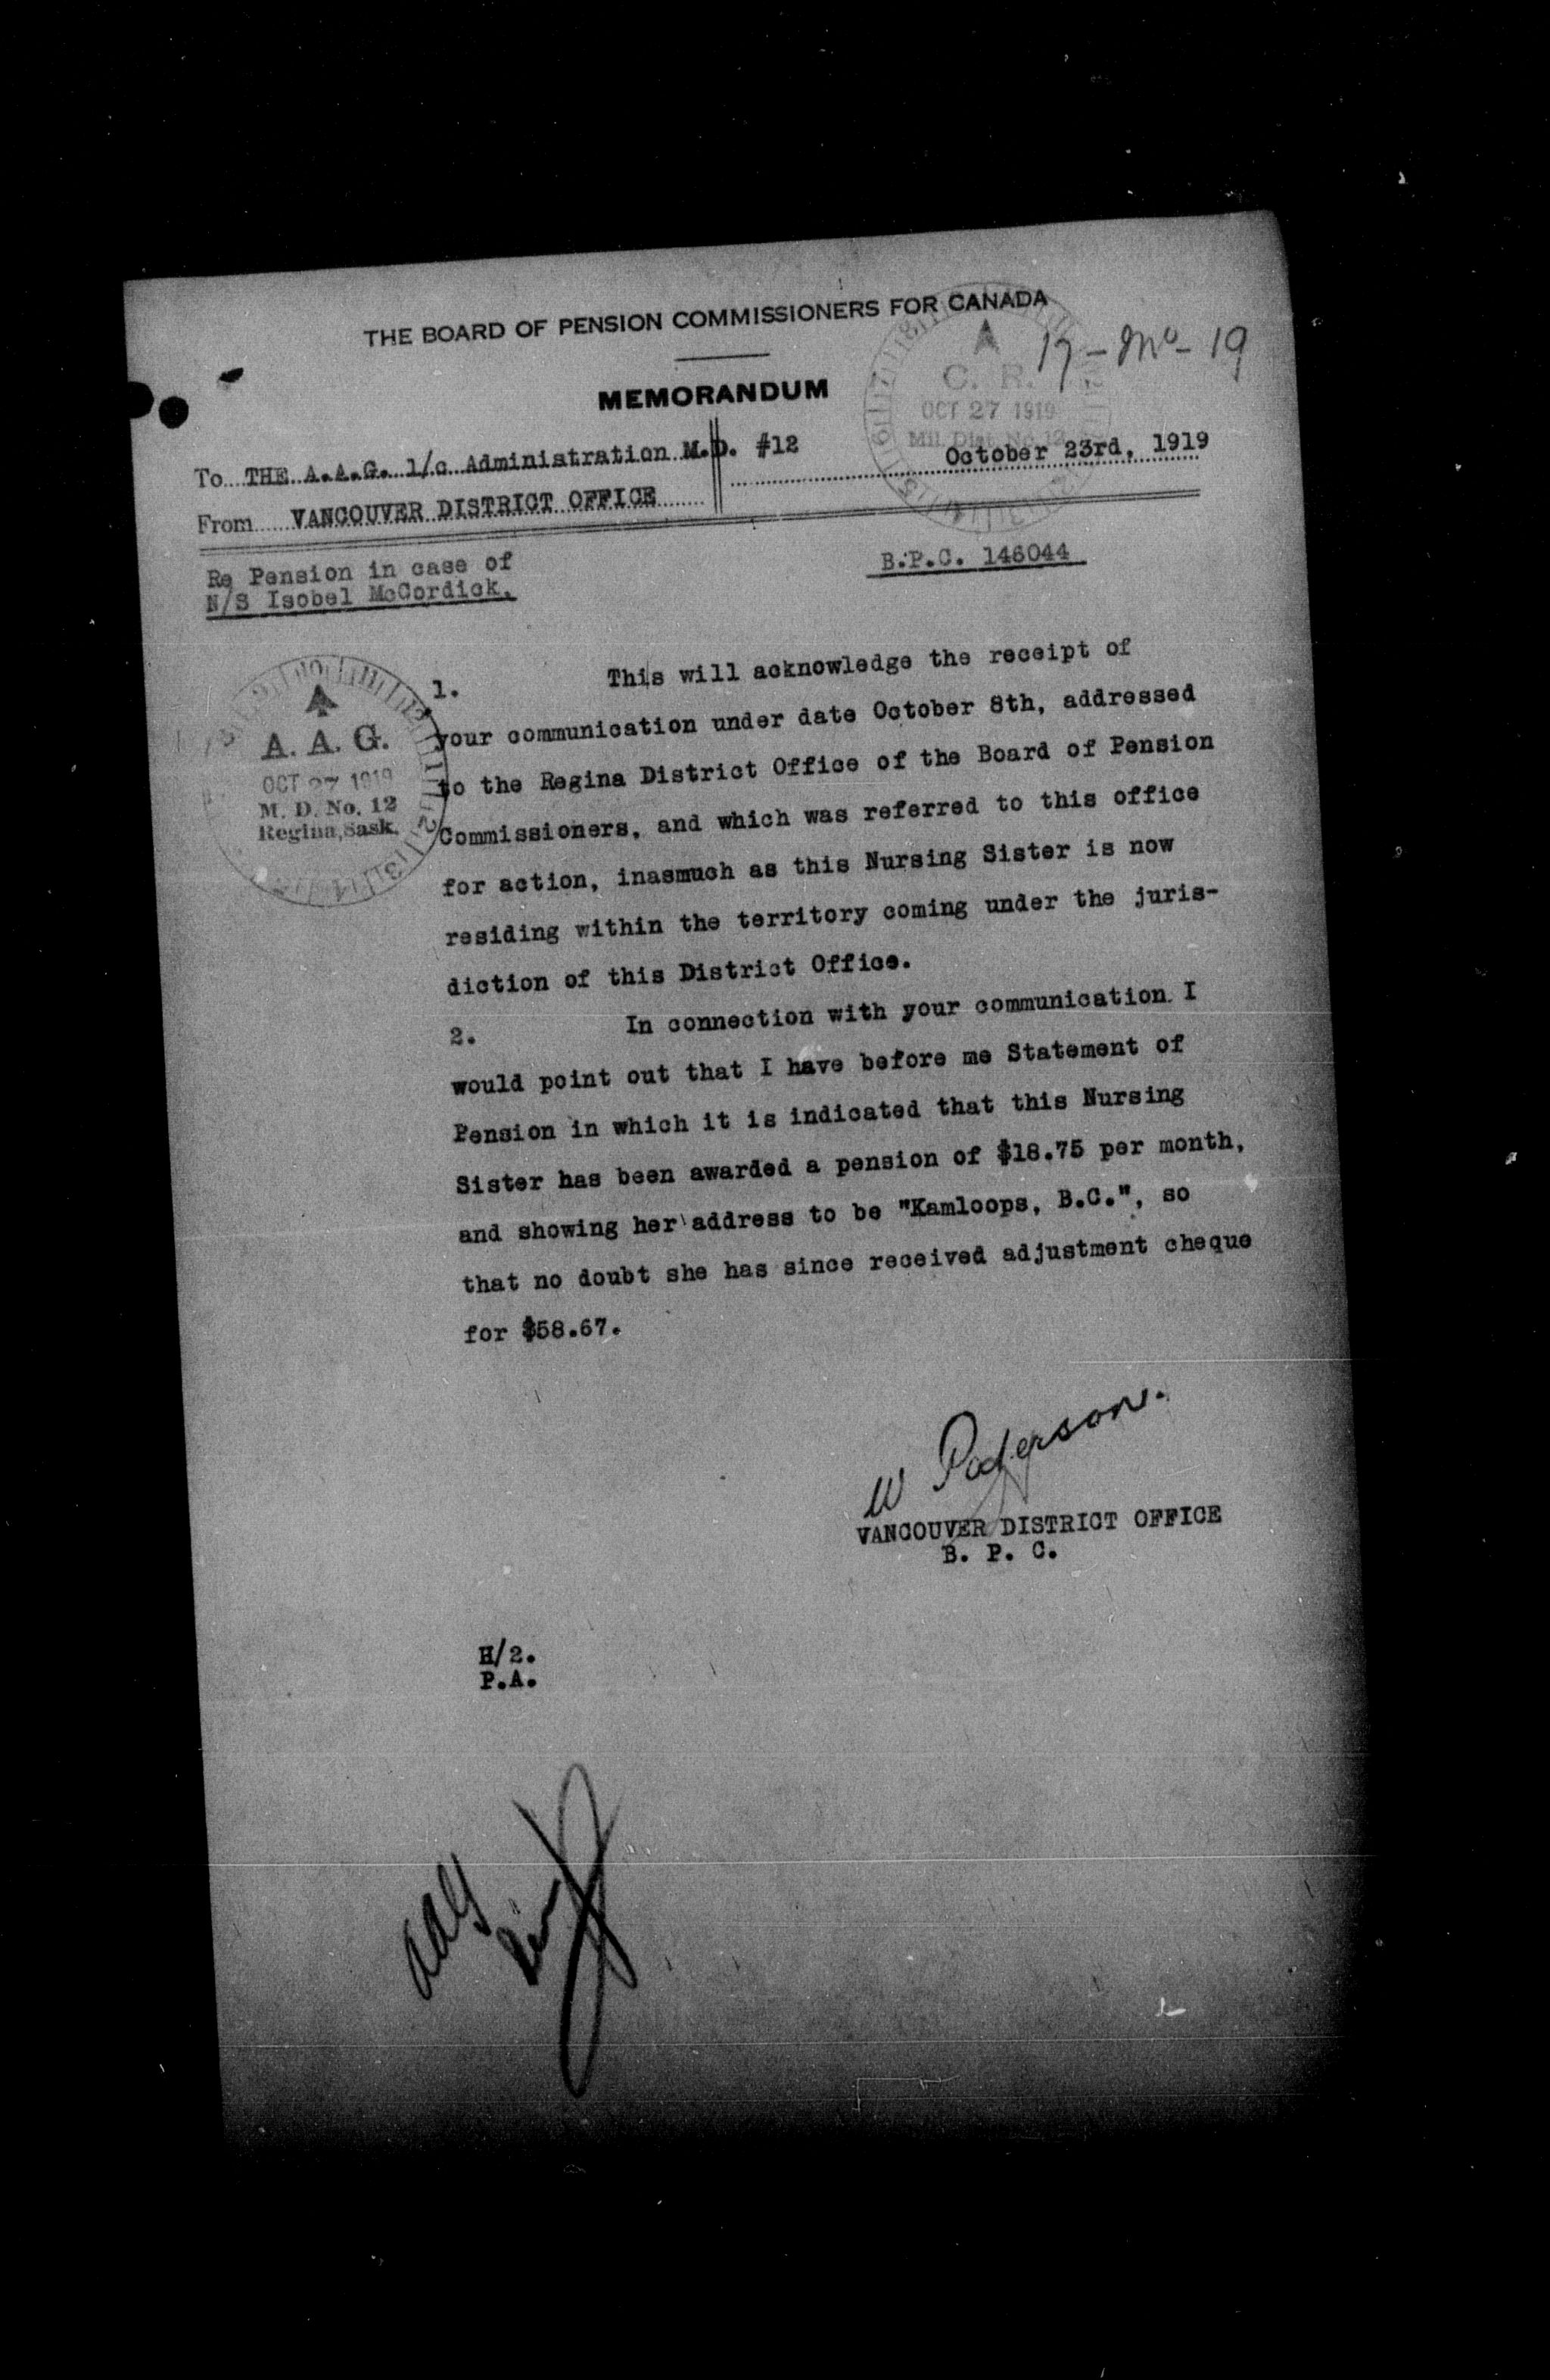 THE BOARD OF PENSION COMMISSIONERS FOR CANADA
17 - Mc - 19
MEMORANDUM
C. R.
OCT 27 1919
Mil. Dist. No. 12
To THE A.A.G. i/c Administration M.D. #12
October 23rd, 1919
From VANCOUVER DISTRICT OFFICE
Re Pension in case of
N/S Isobel McCordick.
B.P.C. 146044
A. A. G.
OCT 27 1919
M. D. No. 12
Regina, Sask.
1. This will acknowledge the receipt of
your communication under date October 8th, addressed
to the Regina District Office of the Board of Pension
Commissioners, and which was referred to this office
for action, inasmuch as this Nursing Sister is now
residing within the territory coming under the juris-
diction of this District Office.
2. In connection with your communication I
would point out that I have before me Statement of
Pension in which it is indicated that this Nursing
Sister has been awarded a pension of $18.75 per month,
and showing her address to be "Kamloops, B.C.", so
that no doubt she has since received adjustment cheque
for $58.67.
W Paterson.
VANCOUVER DISTRICT OFFICE
B. P. C.
H/2.
P.A.